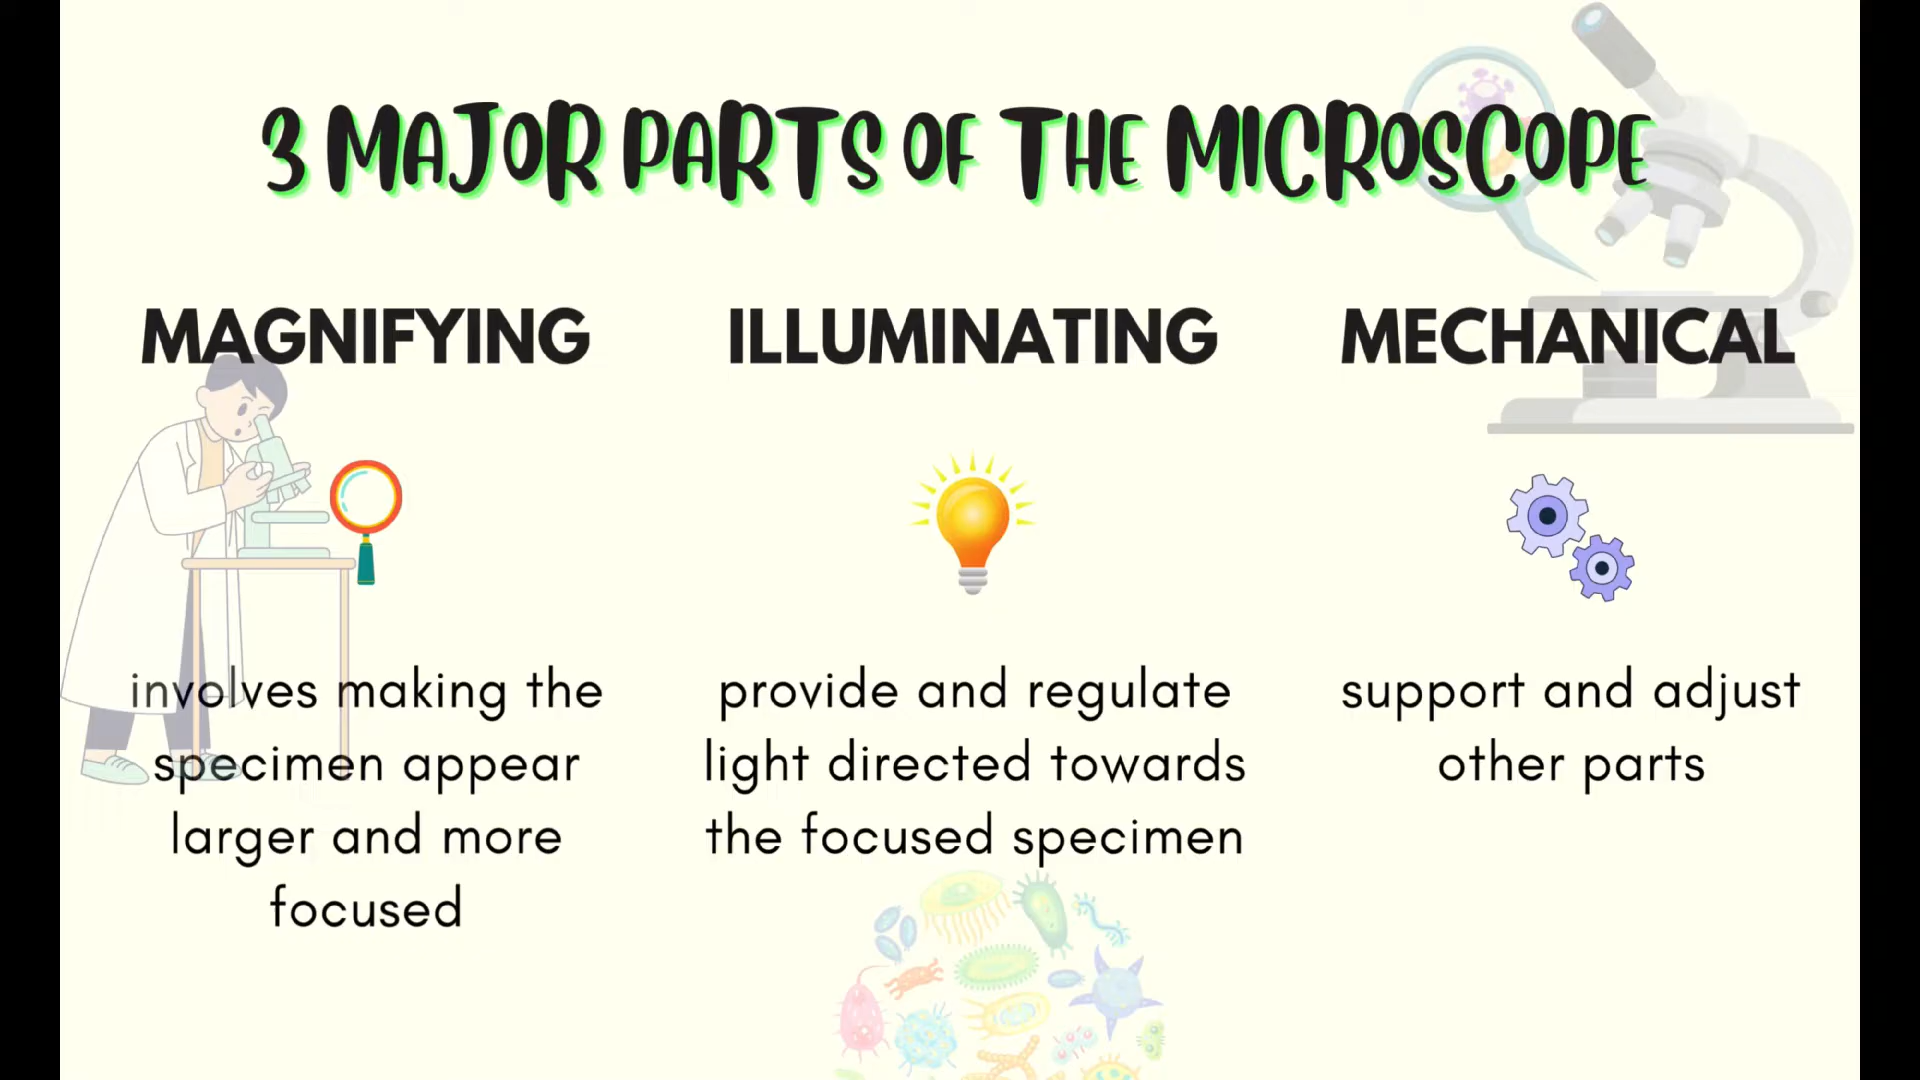 3 MAJOR PARTS OF THE MICROSCOPE
MAGNIFYING
involves making the
specimen appear
larger and more
focused
ILLUMINATING
provide and regulate
light directed towards
the focused specimen
MECHANICAL
support and adjust
other parts